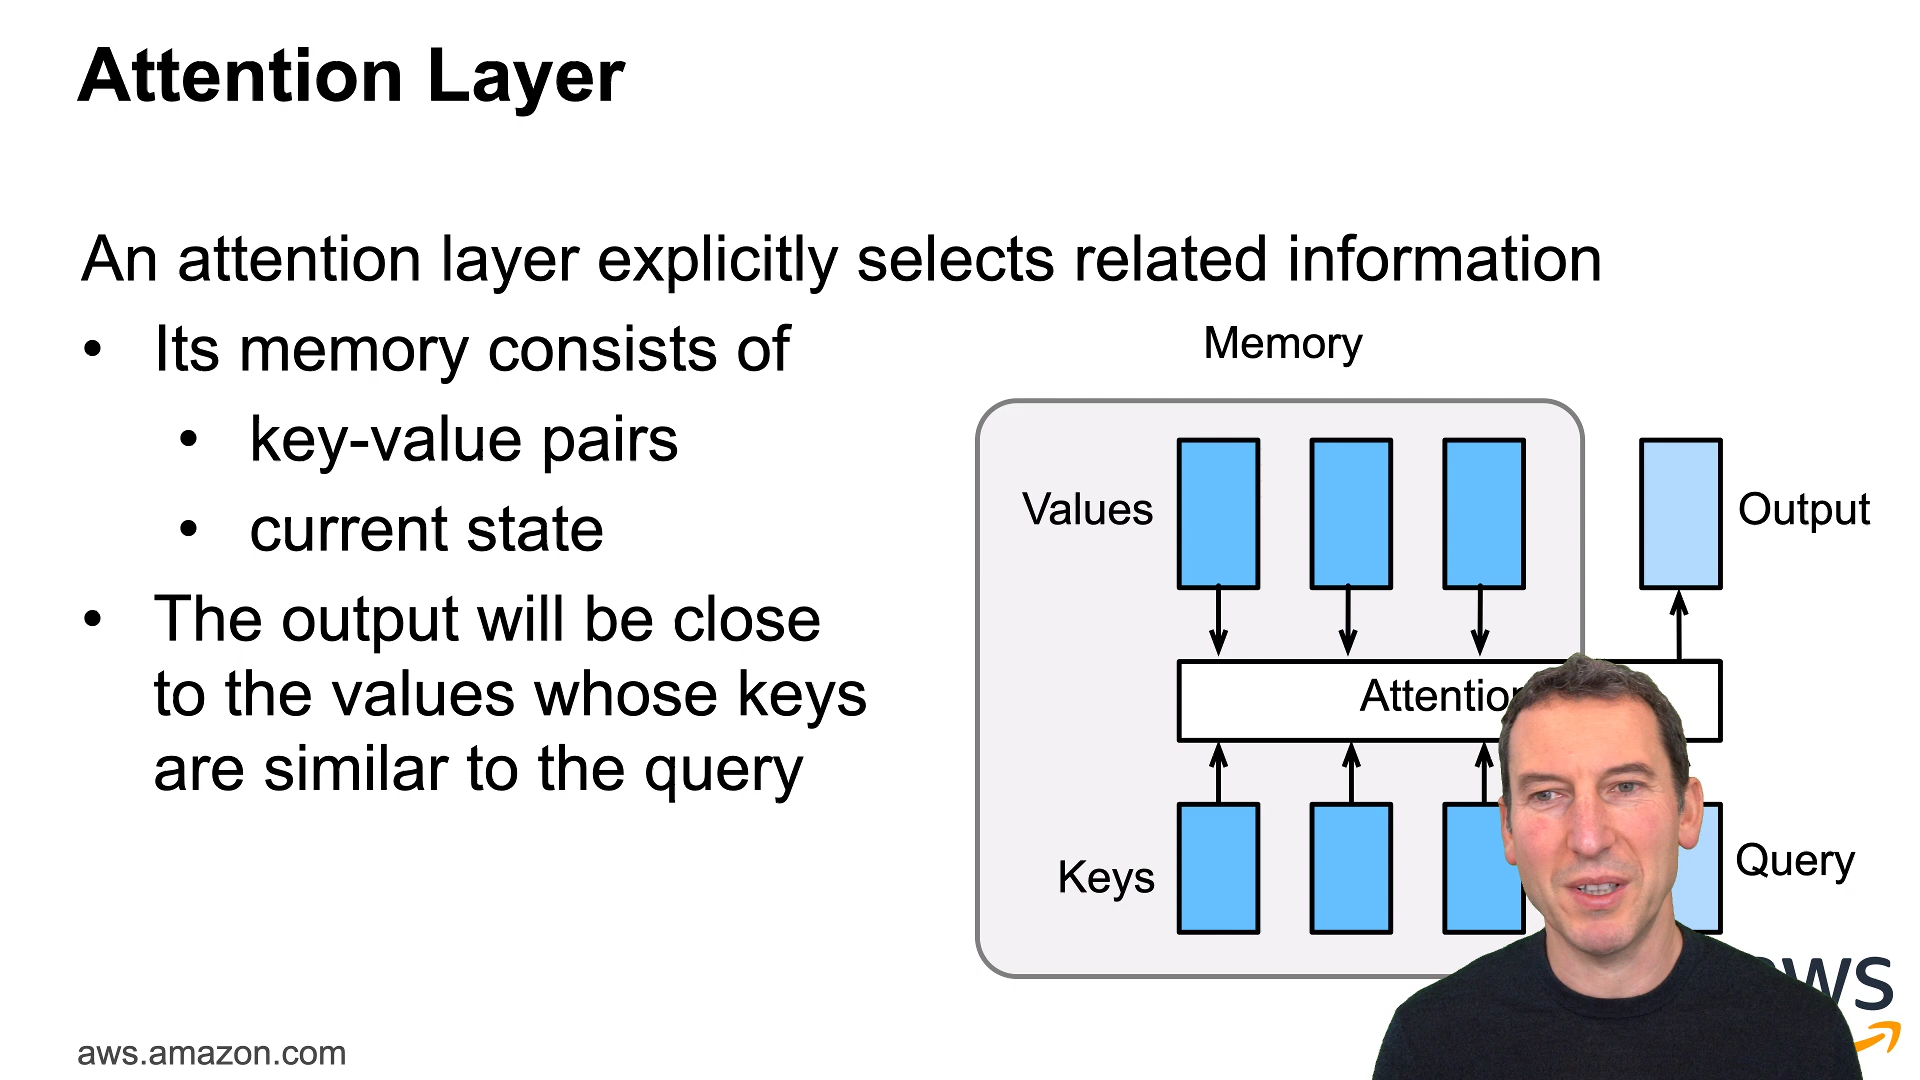 Attention Layer
An attention layer explicitly selects related information
• Its memory consists of
• key-value pairs
• current state
• The output will be close
to the values whose keys
are similar to the query
Memory
Values
Output
Keys
Query
aws.amazon.com